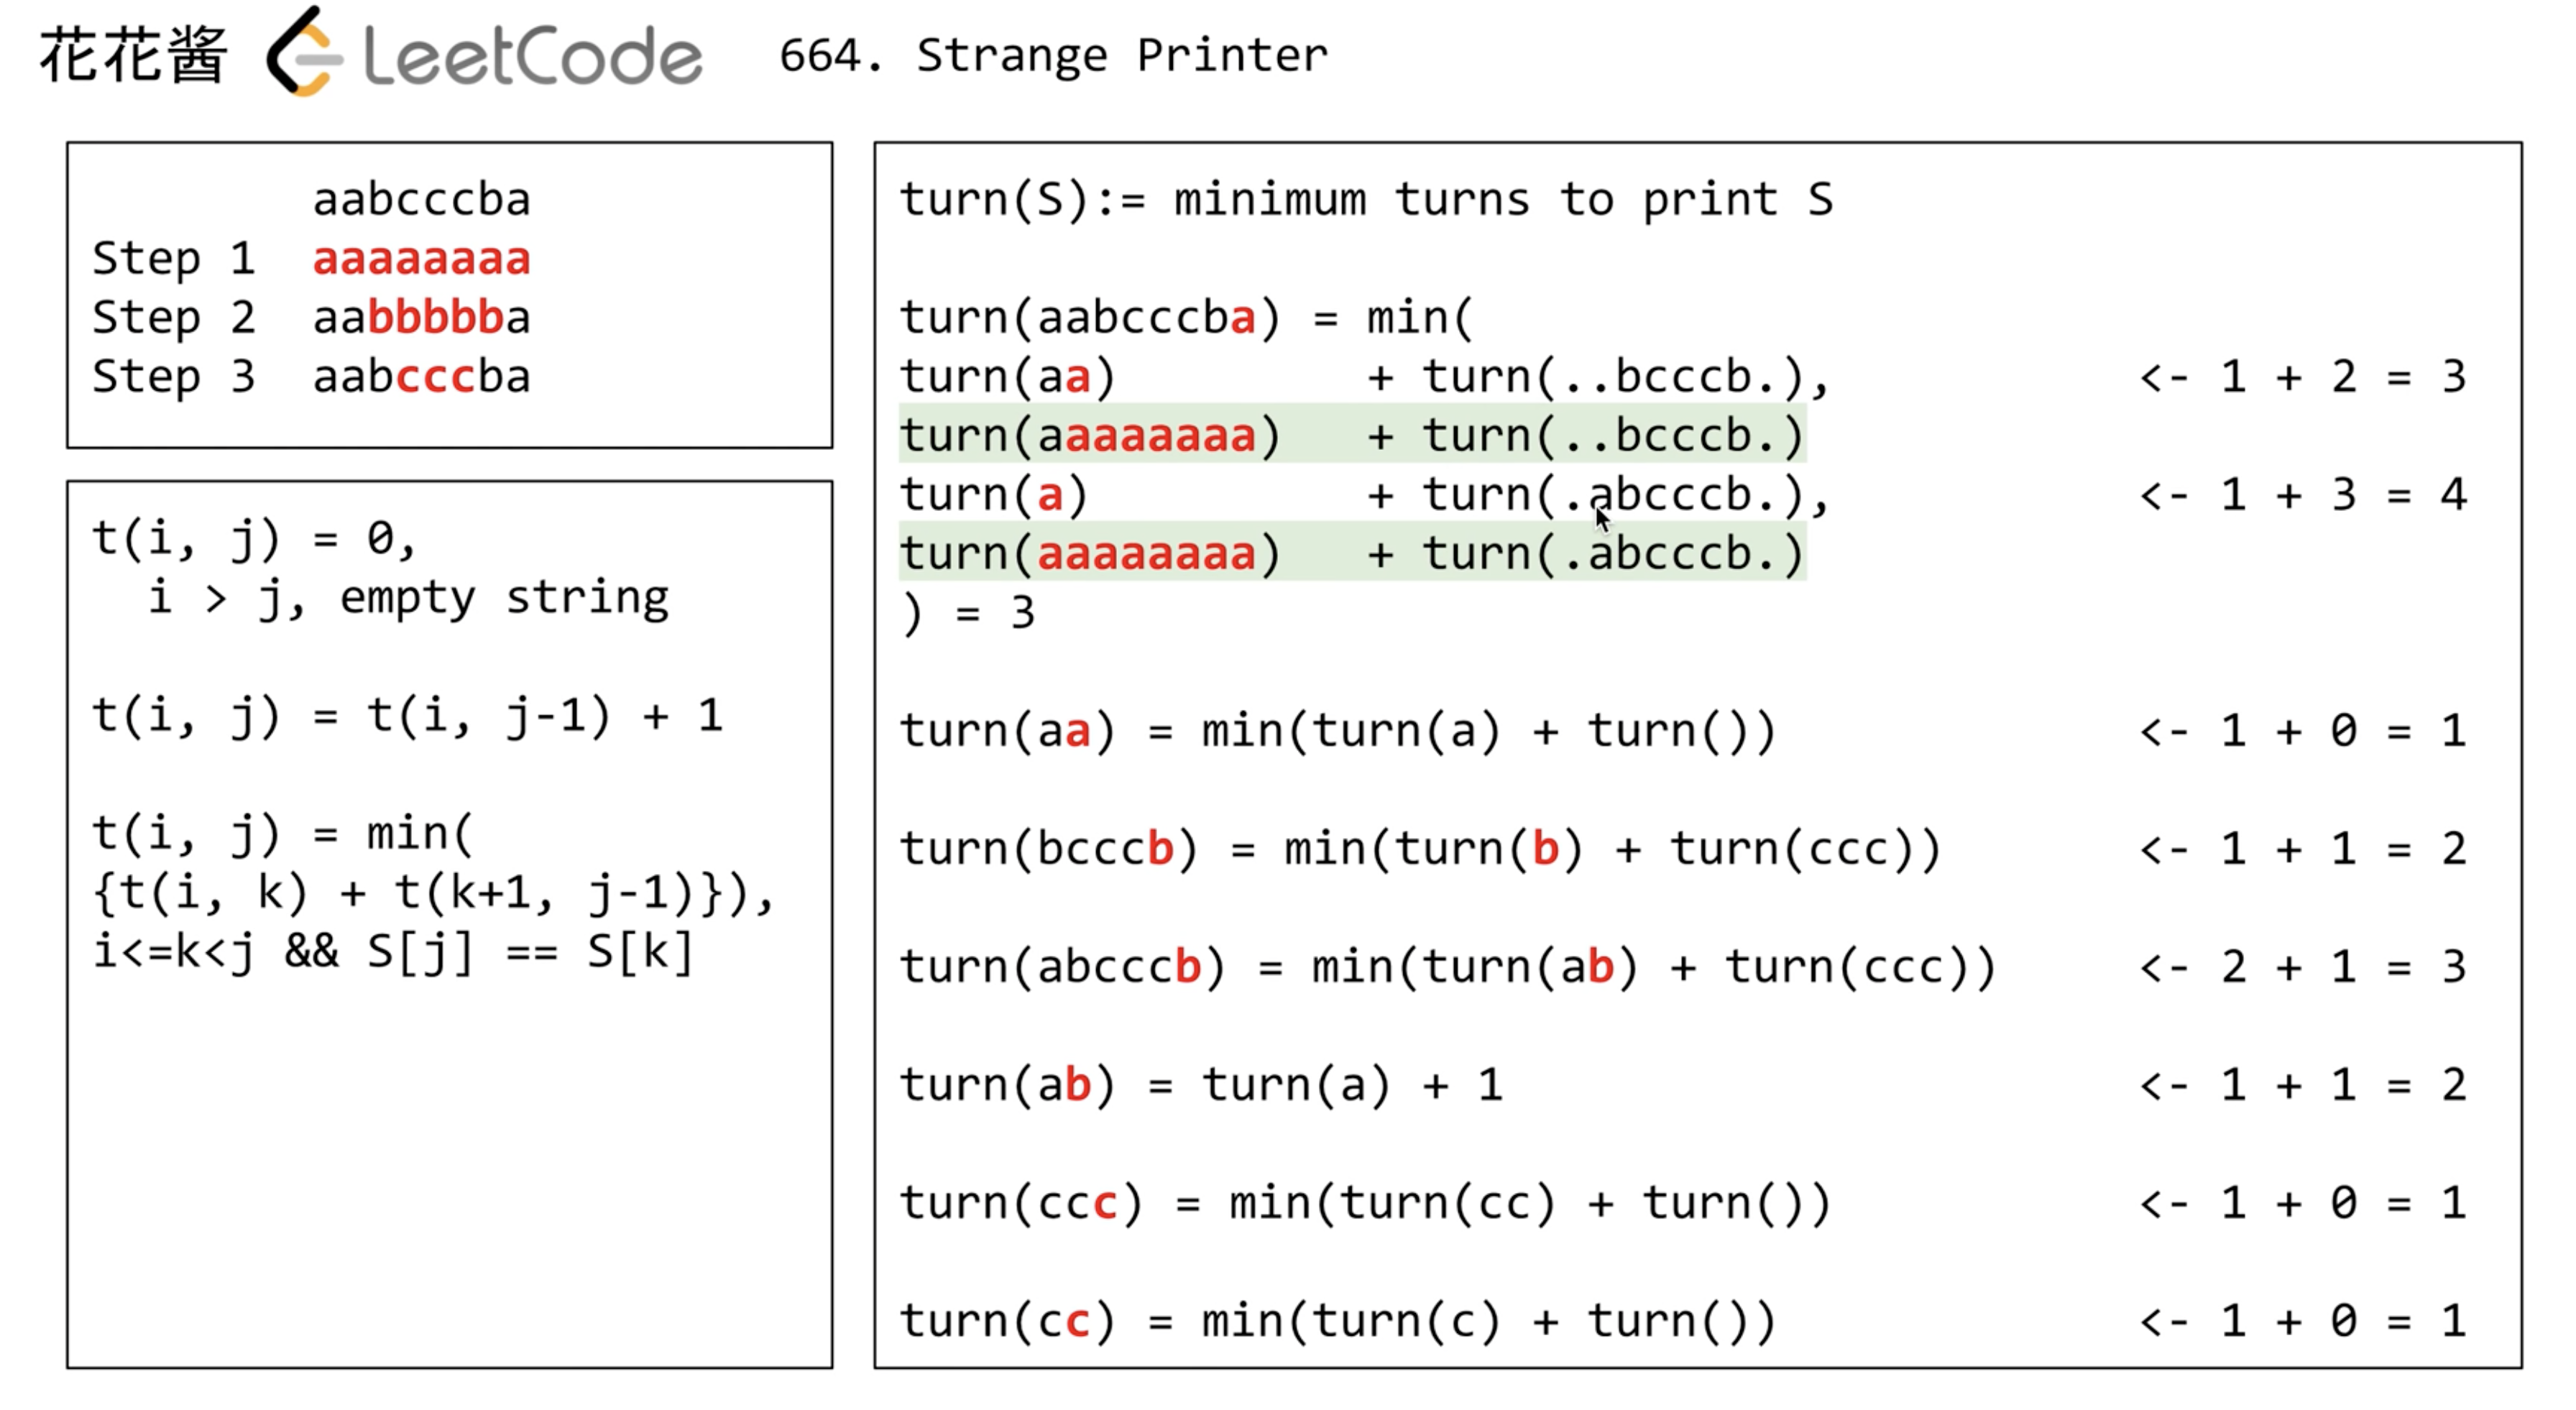 花花酱 LeetCode 664. Strange Printer
aabcccba
Step 1 aaaaaaaa
Step 2 aabbbbba
Step 3 aabcccba
t(i, j) = 0,
i > j, empty string
t(i, j) = t(i, j-1) + 1
t(i, j) = min(
{t(i, k) + t(k+1, j-1)}),
i<=k<j && S[j] == S[k]
turn(S):= minimum turns to print S
turn(aabcccba) = min(
turn(aa) + turn(..bcccb.), <- 1 + 2 = 3
turn(aaaaaaaa) + turn(..bcccb.)
turn(a) + turn(.abcccb.), <- 1 + 3 = 4
turn(aaaaaaaa) + turn(.abcccb.)
) = 3
turn(aa) = min(turn(a) + turn()) <- 1 + 0 = 1
turn(bcccb) = min(turn(b) + turn(ccc)) <- 1 + 1 = 2
turn(abcccb) = min(turn(ab) + turn(ccc)) <- 2 + 1 = 3
turn(ab) = turn(a) + 1 <- 1 + 1 = 2
turn(ccc) = min(turn(cc) + turn()) <- 1 + 0 = 1
turn(cc) = min(turn(c) + turn()) <- 1 + 0 = 1